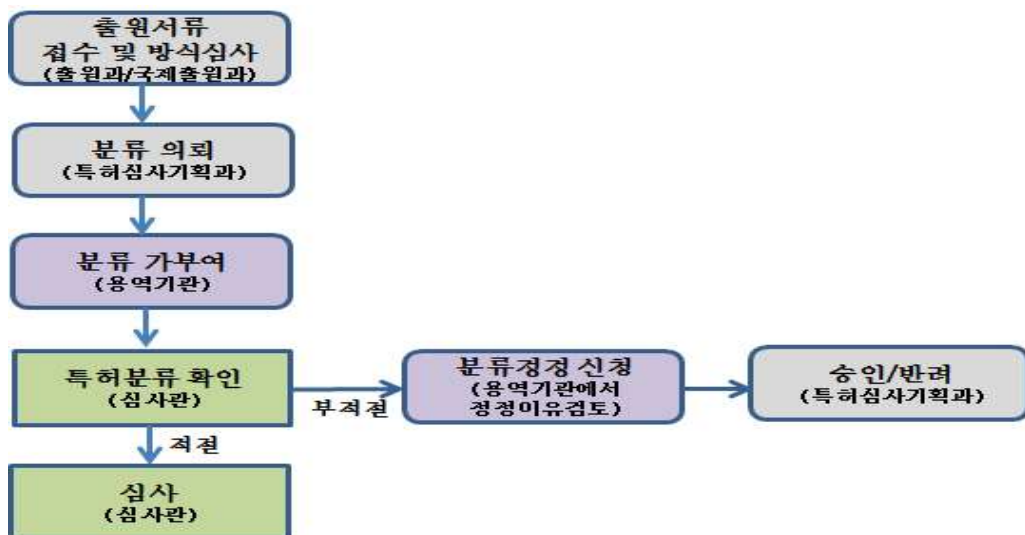 출원서류
접수 및 방식심사
(출원과/국제출원과)
분류 의뢰
(특허심사기획과)
분류 가부여
(용역기관)
특허분류 확인
(심사관)
부적절
분류정정 신청
(용역기관에서
정정이유검토)
승인/반려
(특허심사기획과)
적절
심사
(심사관)